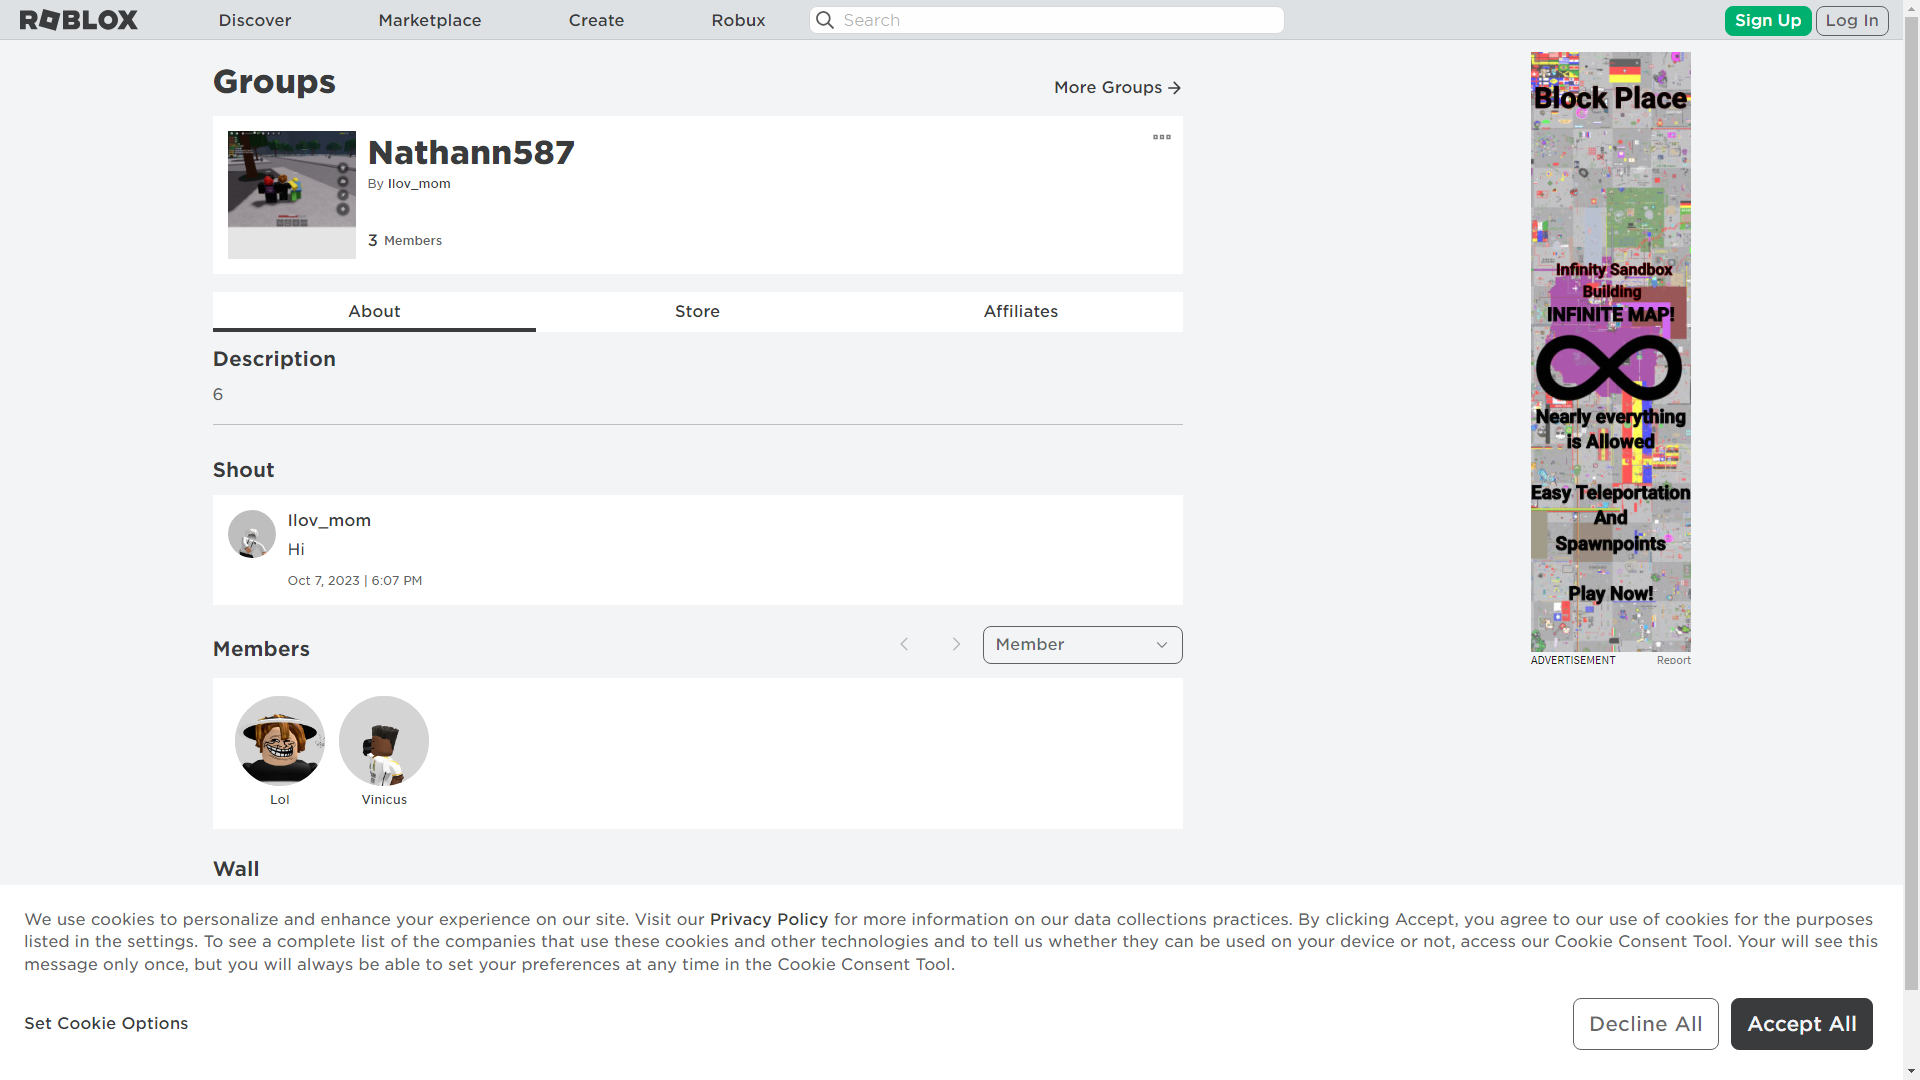 ROBLOX
Discover
Marketplace
Create
Robux
Search
Sign Up
Log In
Groups
More Groups
Nathann587
By Ilov_mom
3 Members
About
Store
Affiliates
Description
6
Shout
Ilov_mom
Hi
Oct 7, 2023 | 6:07 PM
Members
Member
Lol
Vinicus
Wall
Block Place
Infinity Sandbox
Building
INFINITE MAP!
Nearly everything
is Allowed
Easy Teleportation
And
Spawnpoints
Play Now!
ADVERTISEMENT
Report
We use cookies to personalize and enhance your experience on our site. Visit our Privacy Policy for more information on our data collections practices. By clicking Accept, you agree to our use of cookies for the purposes
listed in the settings. To see a complete list of the companies that use these cookies and other technologies and to tell us whether they can be used on your device or not, access our Cookie Consent Tool. Your will see this
message only once, but you will always be able to set your preferences at any time in the Cookie Consent Tool.
Set Cookie Options
Decline All
Accept All